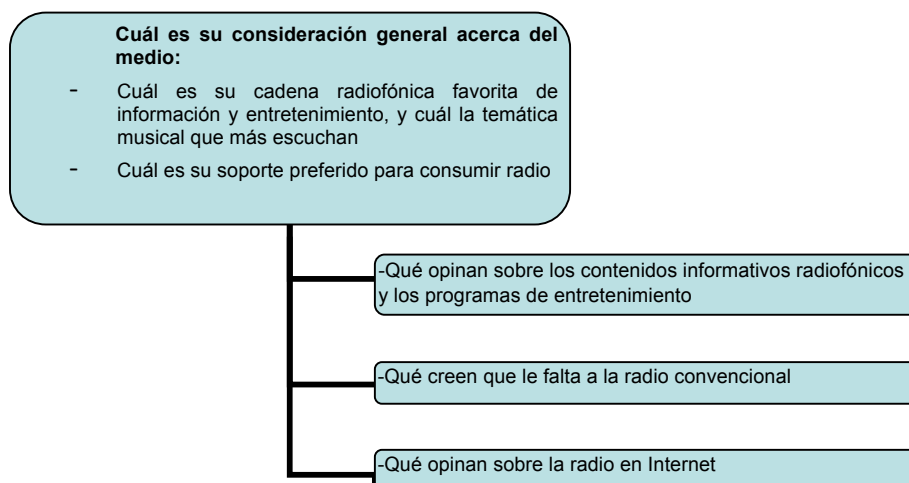 Cuál es su consideración general acerca del
medio:
- Cuál es su cadena radiofónica favorita de
información y entretenimiento, y cuál la temática
musical que más escuchan
- Cuál es su soporte preferido para consumir radio
-Qué opinan sobre los contenidos informativos radiofónicos
y los programas de entretenimiento
-Qué creen que le falta a la radio convencional
-Qué opinan sobre la radio en Internet